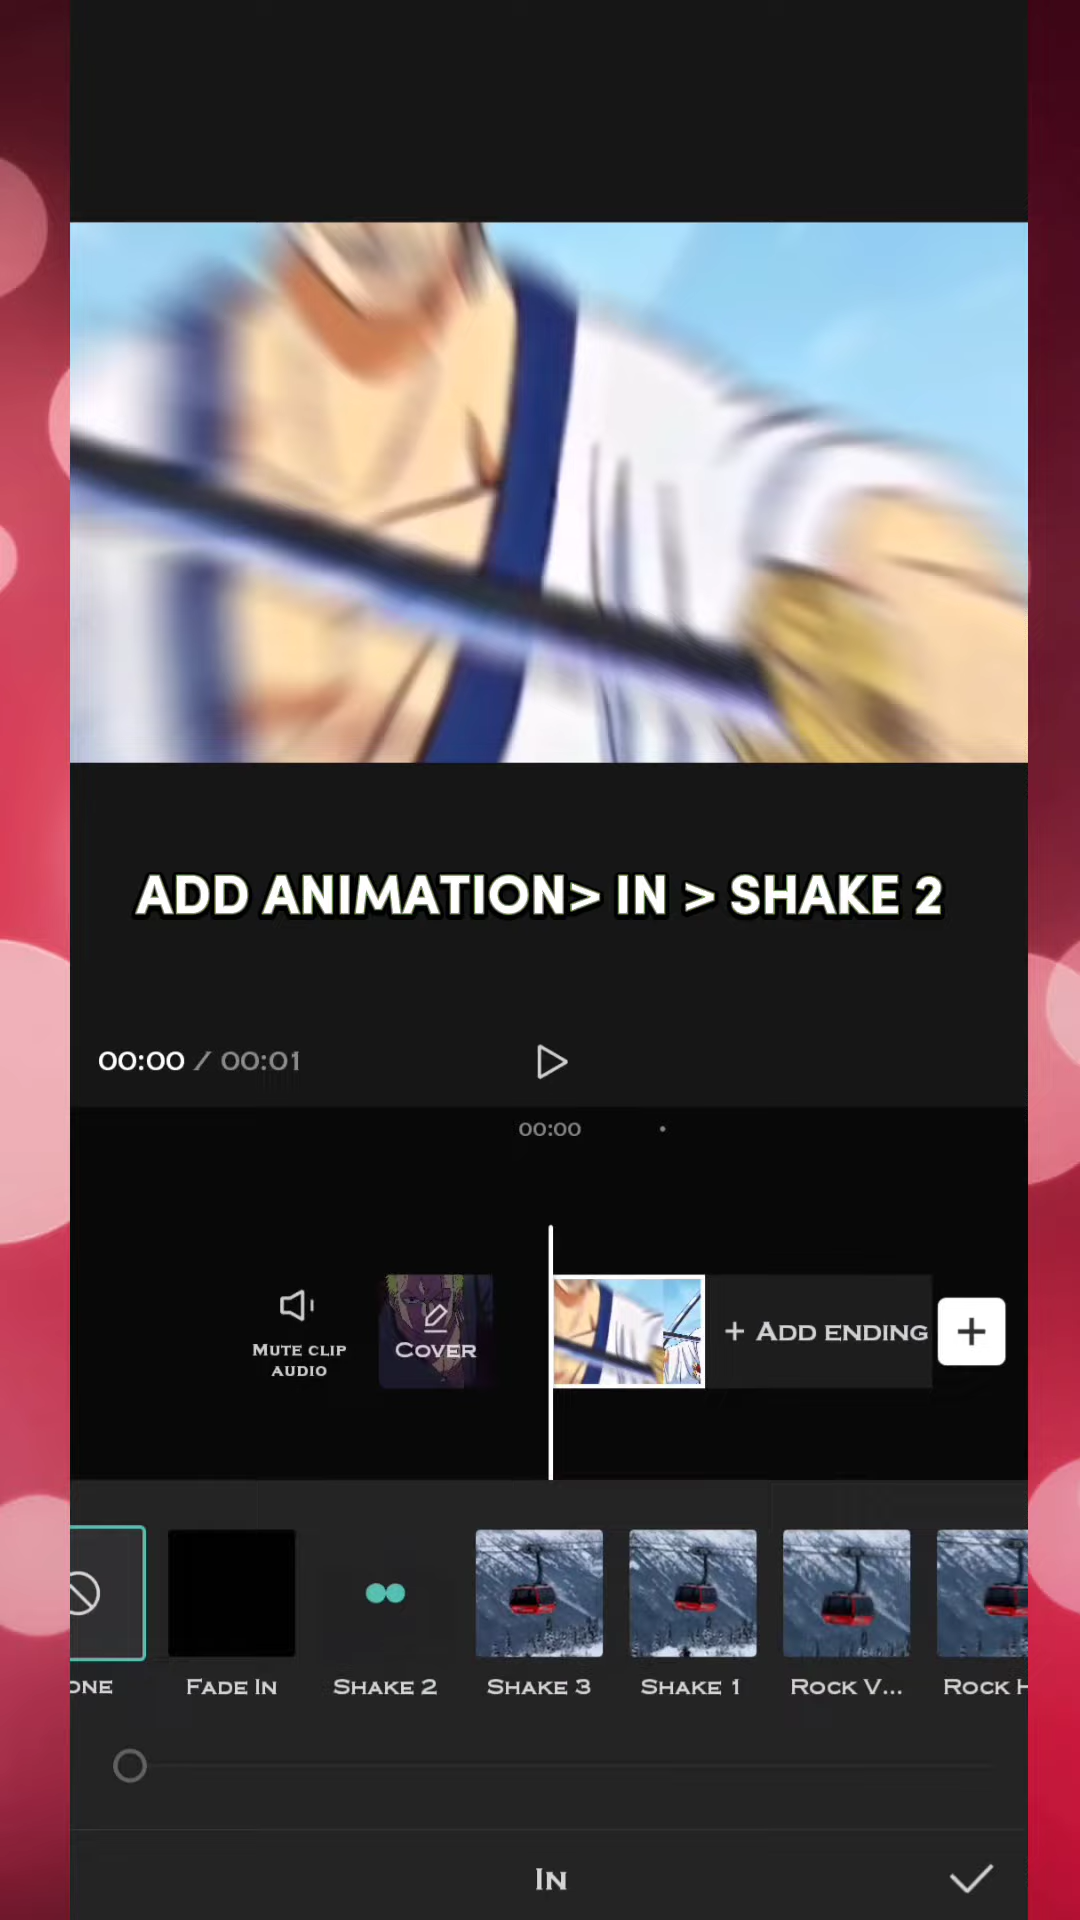 ADD ANIMATION> IN > SHAKE 2
00:00 / 00:01
00:00
MUTE CLIP
AUDIO
COVER
+ ADD ENDING
+
ONE
FADE IN
SHAKE 2
SHAKE 3
SHAKE 1
ROCK V...
ROCK H
IN